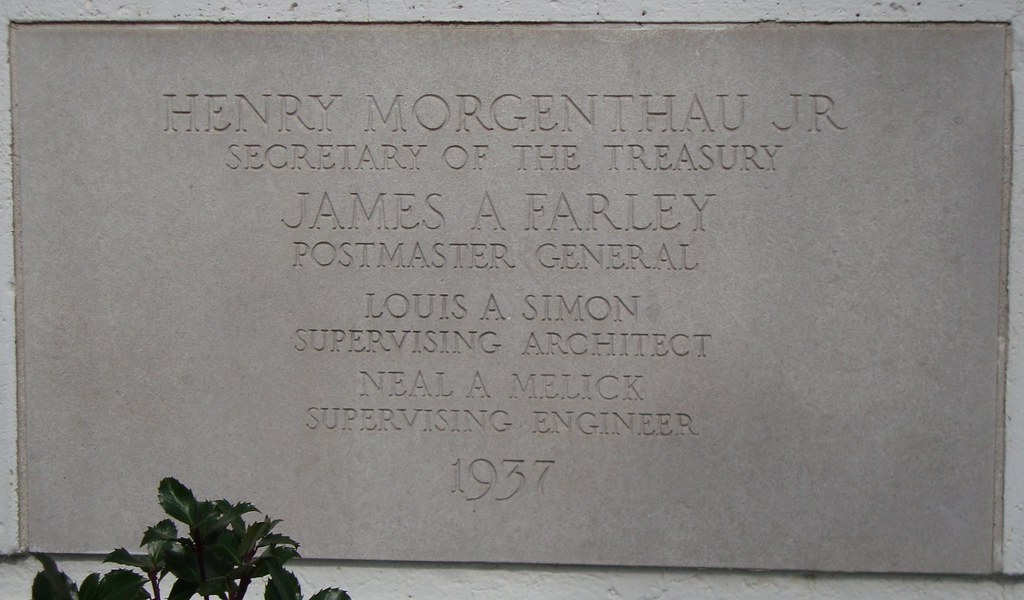 HENRY MORGENTHAU JR
SECRETARY OF THE TREASURY
JAMES A FARLEY
POSTMASTER GENERAL
LOUIS A SIMON
SUPERVISING ARCHITECT
NEAL A MELICK
SUPERVISING ENGINEER
1937